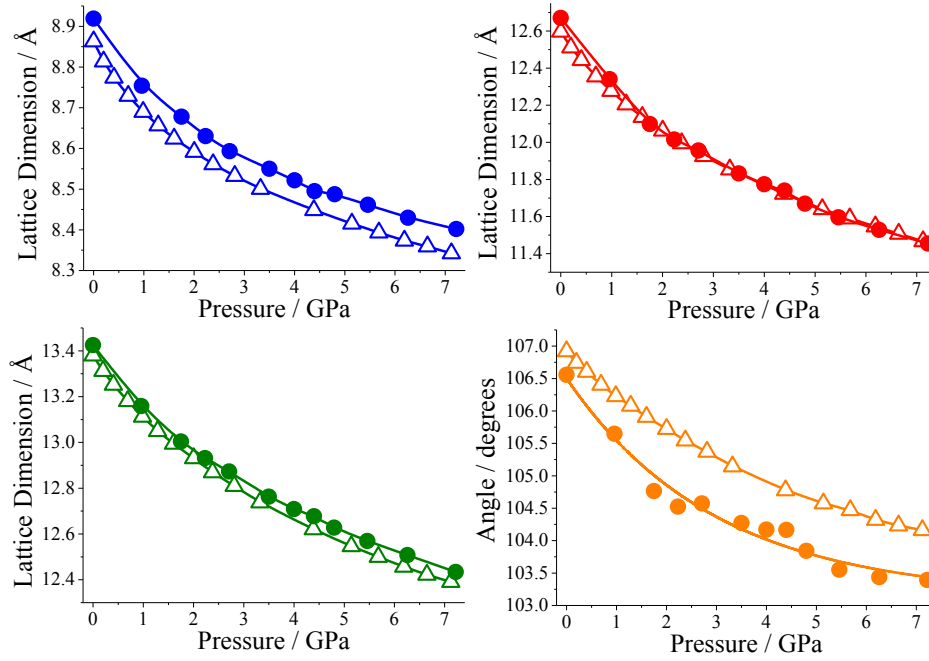 Lattice Dimension / Å
8.9
8.8
8.7
8.6
8.5
8.4
8.3
0 1 2 3 4 5 6 7
Pressure / GPa
Lattice Dimension / Å
12.6
12.4
12.2
12.0
11.8
11.6
11.4
0 1 2 3 4 5 6 7
Pressure / GPa
Lattice Dimension / Å
13.4
13.2
13.0
12.8
12.6
12.4
0 1 2 3 4 5 6 7
Pressure / GPa
Angle / degrees
107.0
106.5
106.0
105.5
105.0
104.5
104.0
103.5
103.0
0 1 2 3 4 5 6 7
Pressure / GPa